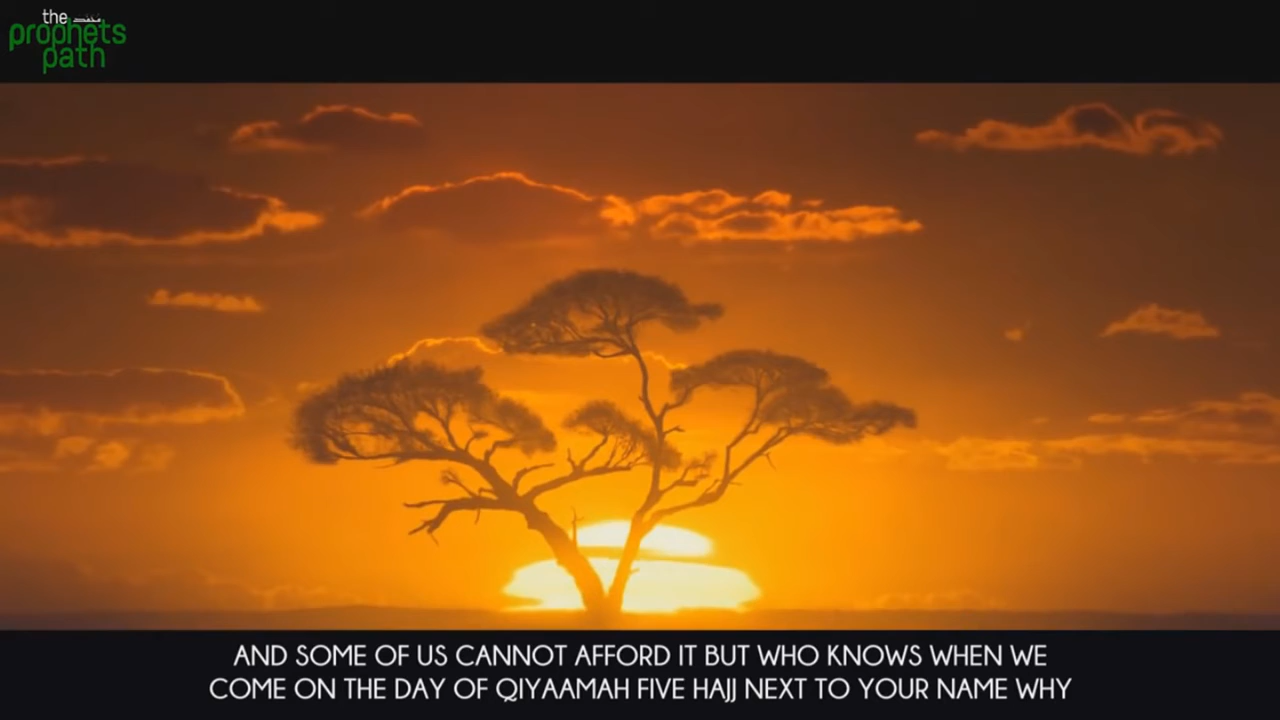 the
prophets
path
AND SOME OF US CANNOT AFFORD IT BUT WHO KNOWS WHEN WE
COME ON THE DAY OF QIYAAMAH FIVE HAJJ NEXT TO YOUR NAME WHY